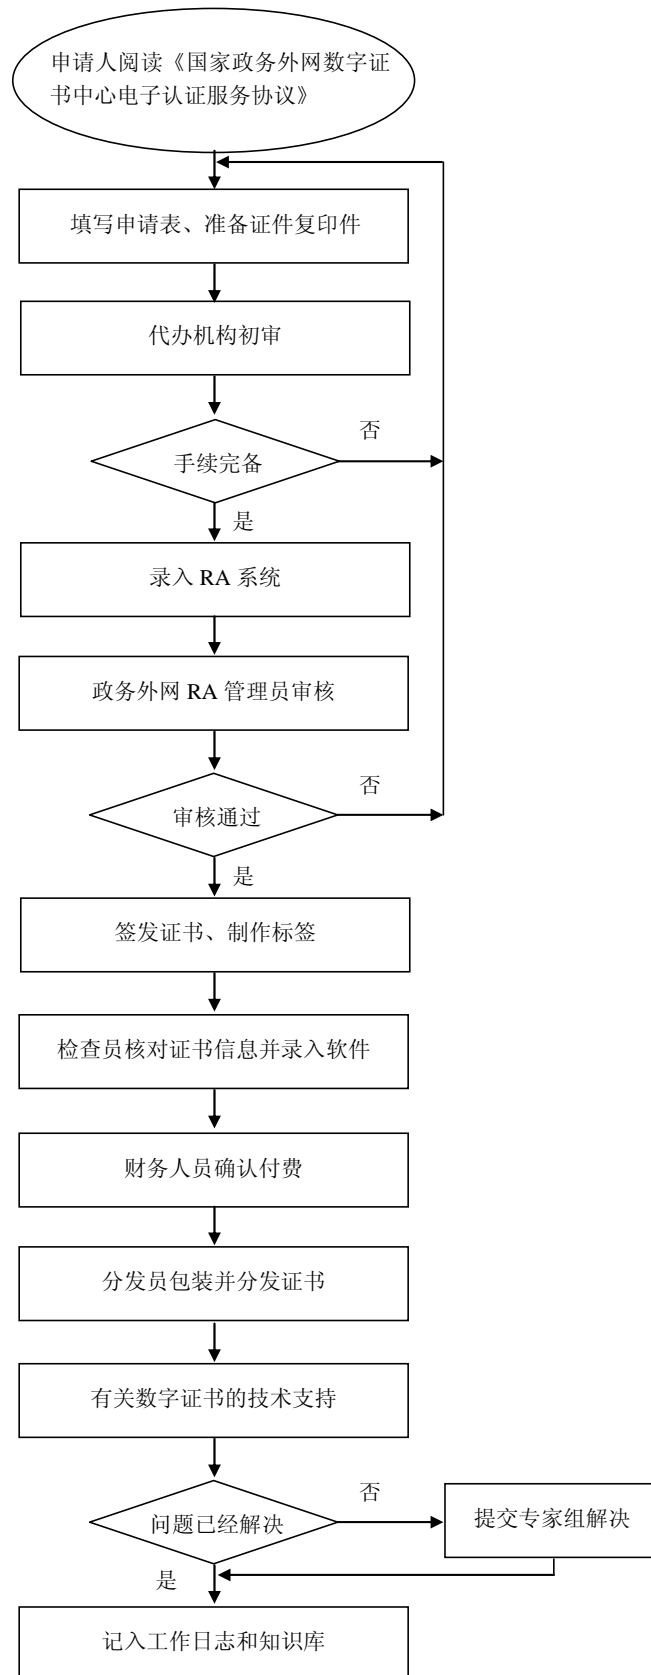 申请人阅读《国家政务外网数字证
书中心电子认证服务协议》
填写申请表、准备证件复印件
代办机构初审
否
手续完备
是
录入 RA 系统
政务外网 RA 管理员审核
否
审核通过
是
签发证书、制作标签
检查员核对证书信息并录入软件
财务人员确认付费
分发员包装并分发证书
有关数字证书的技术支持
否
问题已经解决
提交专家组解决
是
记入工作日志和知识库